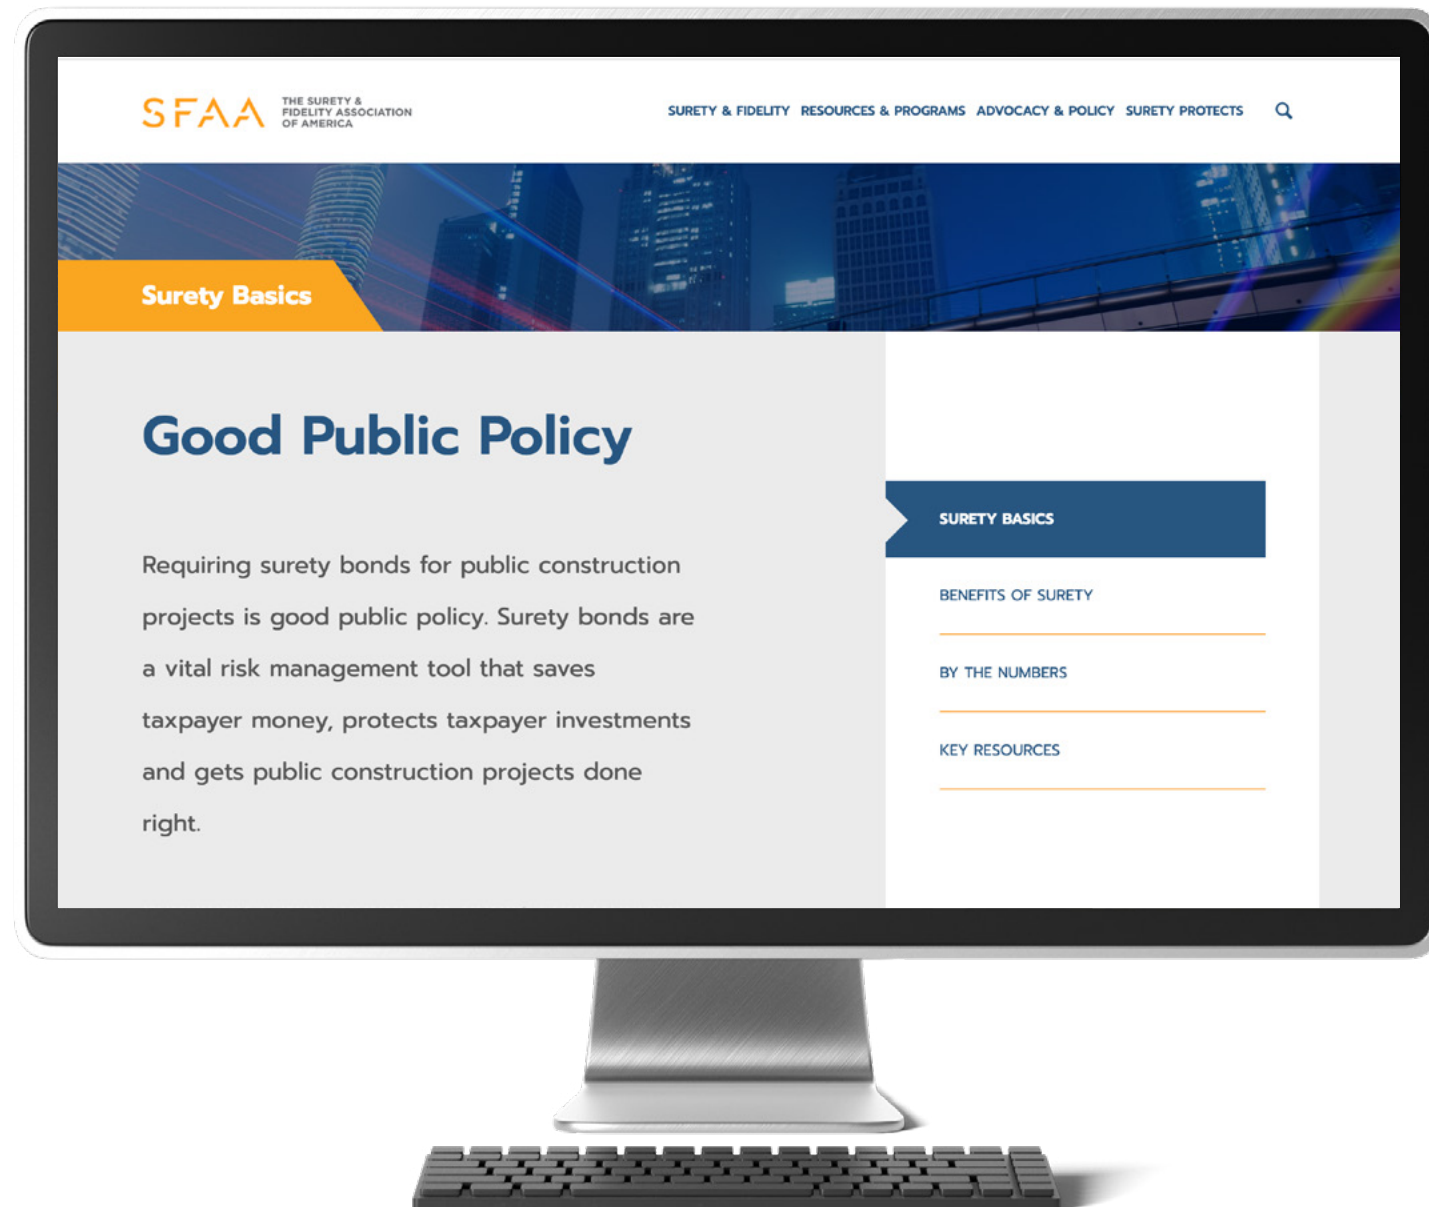 SFAA
THE SURETY &
FIDELITY ASSOCIATION
OF AMERICA
SURETY & FIDELITY RESOURCES & PROGRAMS ADVOCACY & POLICY SURETY PROTECTS
Surety Basics
Good Public Policy
Requiring surety bonds for public construction
projects is good public policy. Surety bonds are
a vital risk management tool that saves
taxpayer money, protects taxpayer investments
and gets public construction projects done
right.
SURETY BASICS
BENEFITS OF SURETY
BY THE NUMBERS
KEY RESOURCES